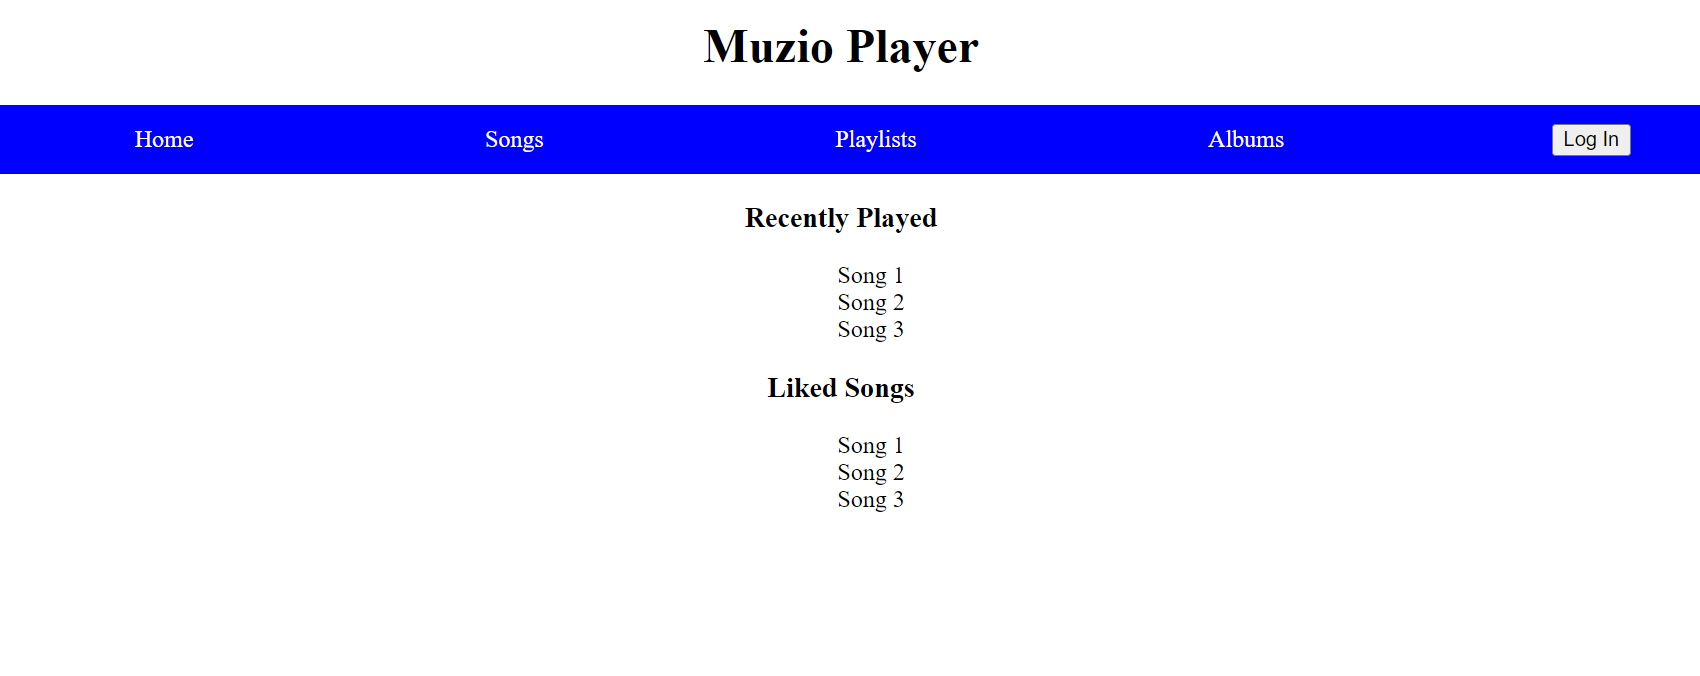 Muzio Player
Home Songs Playlists Albums Log In
Recently Played
Song 1
Song 2
Song 3
Liked Songs
Song 1
Song 2
Song 3